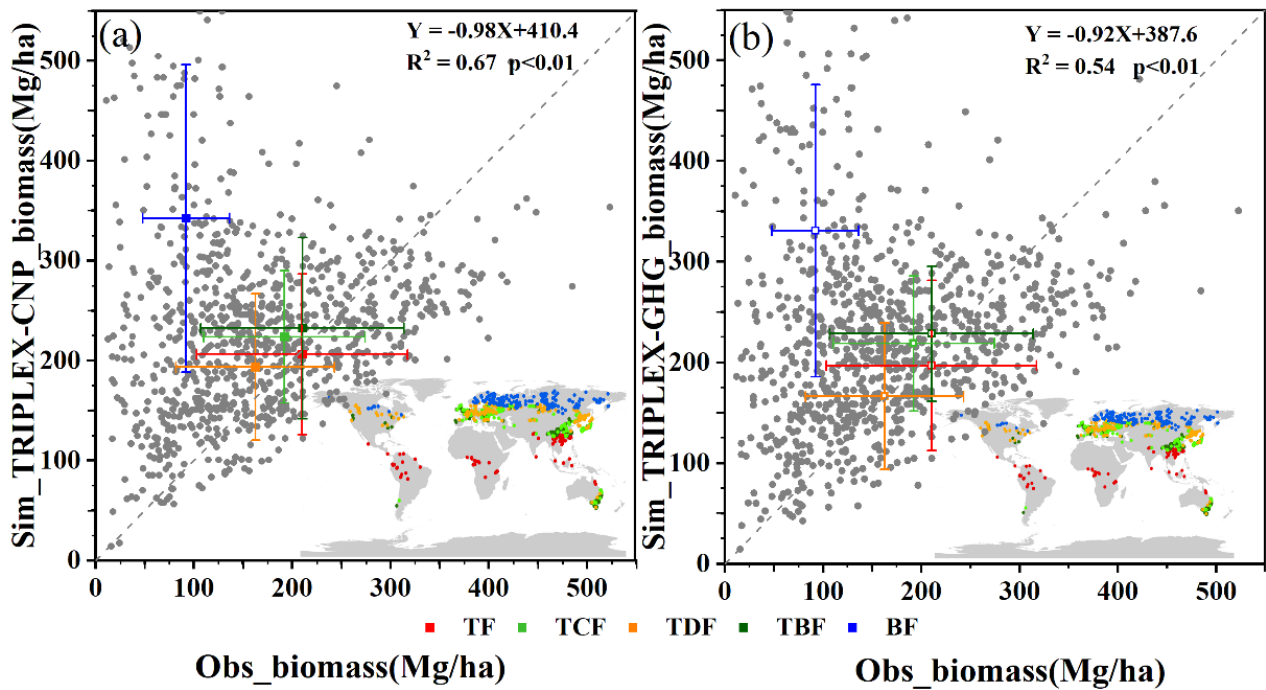 (a)
Y = -0.98X+410.4
R² = 0.67 p<0.01
Sim_TRIPLEX-CNP_biomass(Mg/ha)
500
400
300
200
100
0
0 100 200 300 400 500
(b)
Y = -0.92X+387.6
R² = 0.54 p<0.01
Sim_TRIPLEX-GHG_biomass(Mg/ha)
500
400
300
200
100
0
0 100 200 300 400 500
TF TCF TDF TBF BF
Obs_biomass(Mg/ha) Obs_biomass(Mg/ha)